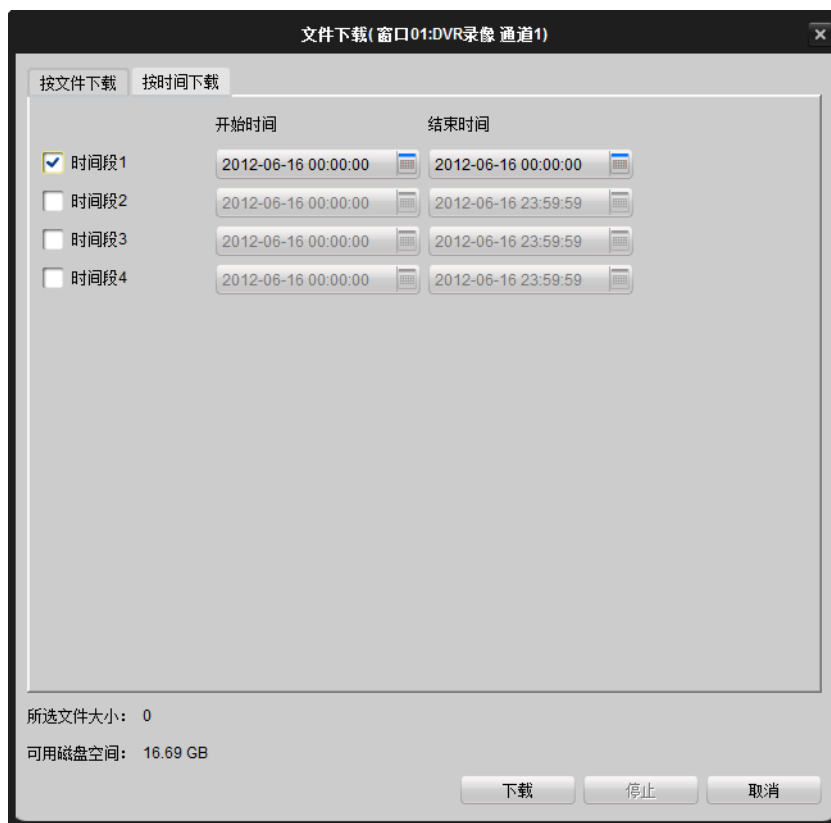 文件下载( 窗口01:DVR录像 通道1)
按文件下载 按时间下载
开始时间 结束时间
时间段1 2012-06-16 00:00:00 2012-06-16 00:00:00
时间段2 2012-06-16 00:00:00 2012-06-16 23:59:59
时间段3 2012-06-16 00:00:00 2012-06-16 23:59:59
时间段4 2012-06-16 00:00:00 2012-06-16 23:59:59
所选文件大小： 0
可用磁盘空间： 16.69 GB
下载 停止 取消